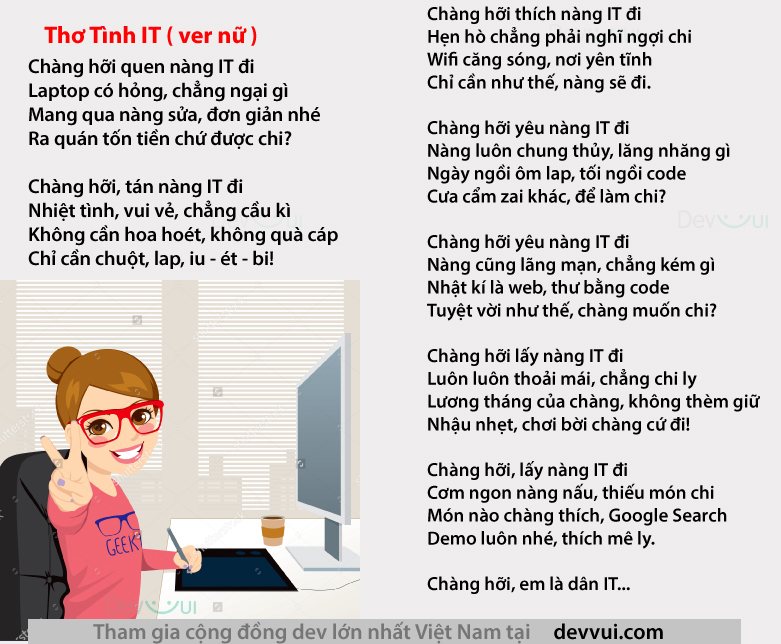 Thơ Tình IT ( ver nữ )
Chàng hỡi quen nàng IT đi
Laptop có hỏng, chẳng ngại gì
Mang qua nàng sửa, đơn giản nhé
Ra quán tốn tiền chứ được chi?
Chàng hỡi, tán nàng IT đi
Nhiệt tình, vui vẻ, chẳng cầu kì
Không cần hoa hoét, không quà cáp
Chỉ cần chuột, lap, iu - ét - bi!
GEEK
Chàng hỡi thích nàng IT đi
Hẹn hò chẳng phải nghĩ ngợi chi
Wifi căng sóng, nơi yên tĩnh
Chỉ cần như thế, nàng sẽ đi.
Chàng hỡi yêu nàng IT đi
Nàng luôn chung thủy, lăng nhăng gì
Ngày ngồi ôm lap, tối ngồi code
Cưa cẩm zai khác, để làm chi?
Devvui
Chàng hỡi yêu nàng IT đi
Nàng cũng lãng mạn, chẳng kém gì
Nhật kí là web, thư bằng code
Tuyệt vời như thế, chàng muốn chi?
Chàng hỡi lấy nàng IT đi
Luôn luôn thoải mái, chẳng chi ly
Lương tháng của chàng, không thèm giữ
Nhậu nhẹt, chơi bời chàng cứ đi!
Chàng hỡi, lấy nàng IT đi
Cơm ngon nàng nấu, thiếu món chi
Món nào chàng thích, Google Search
Demo luôn nhé, thích mê ly.
Chàng hỡi, em là dân IT...
Tham gia cộng đồng dev lớn nhất Việt Nam tại devvui.com